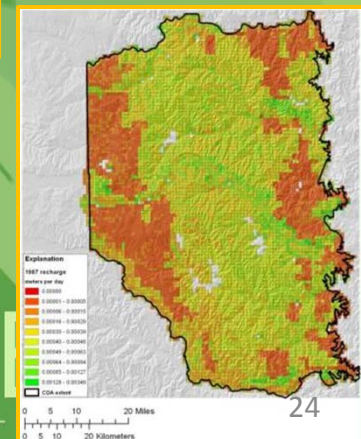 Explanation
1987 recharge
meters per day
0.00000
0.00001 - 0.00005
0.00006 - 0.00015
0.00016 - 0.00029
0.00030 - 0.00039
0.00040 - 0.00048
0.00049 - 0.00063
0.00064 - 0.00084
0.00085 - 0.00127
0.00128 - 0.00349
COA extent
0 5 10 20 Miles
0 5 10 20 Kilometers
24